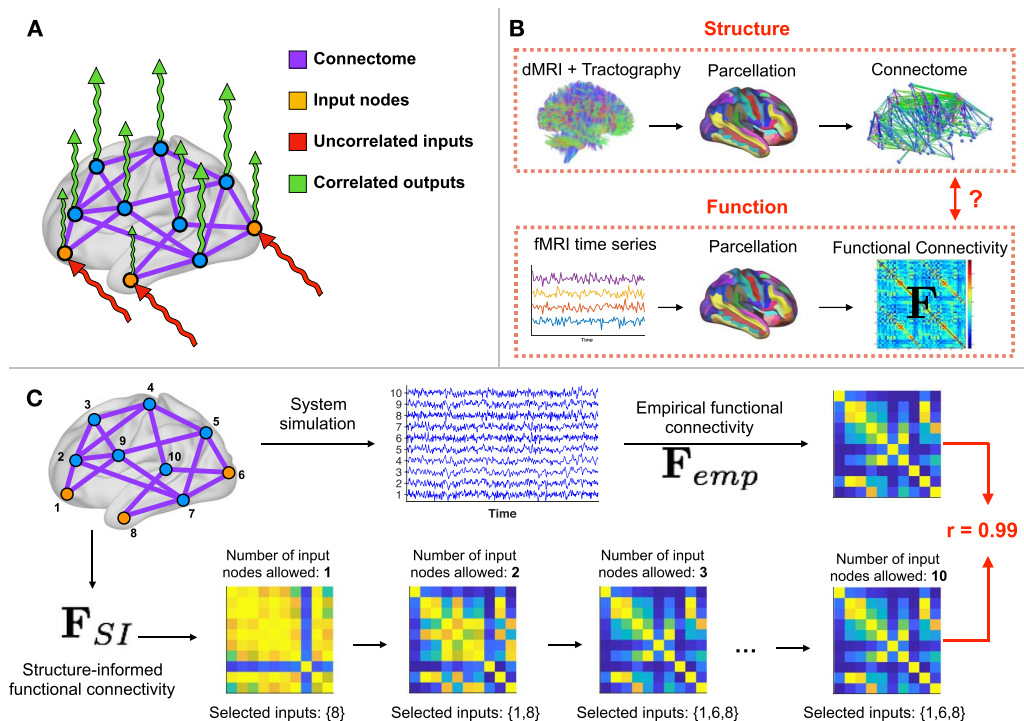 A
Connectome
Input nodes
Uncorrelated inputs
Correlated outputs
B
Structure
dMRI + Tractography
Parcellation
Connectome
?
Function
fMRI time series
Parcellation
Functional Connectivity
Time
F
C
4
3
5
9
2
10
6
1
7
8
System
simulation
10
9
8
7
6
5
4
3
2
1
Time
Empirical functional
connectivity
F emp
r = 0.99
F SI
Structure-informed
functional connectivity
Number of input
nodes allowed: 1
Selected inputs: {8}
Number of input
nodes allowed: 2
Selected inputs: {1,8}
Number of input
nodes allowed: 3
Selected inputs: {1,6,8}
...
Number of input
nodes allowed: 10
Selected inputs: {1,6,8}